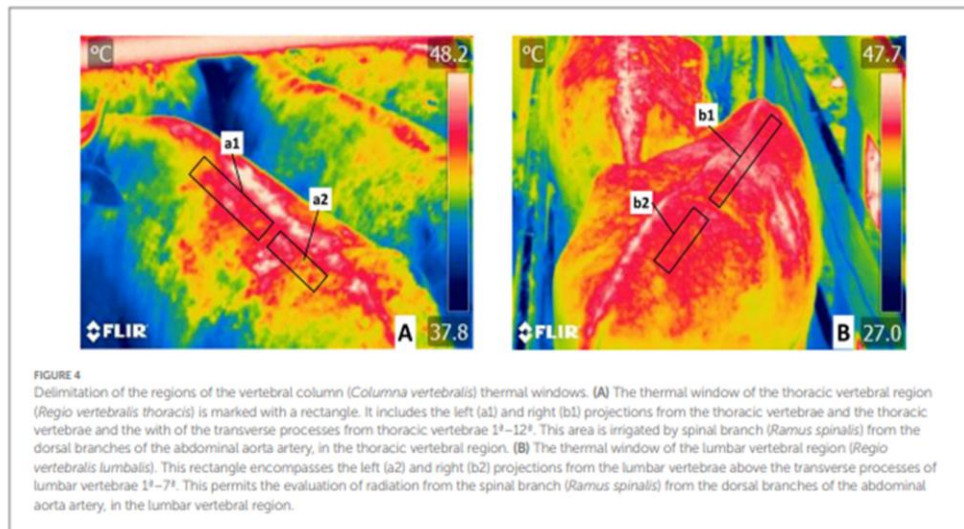 °C
48.2
a1
a2
FLIR
A
37.8
°C
47.7
b1
b2
FLIR
B
27.0
FIGURE 4
Delimitation of the regions of the vertebral column (Columna vertebralis) thermal windows. (A) The thermal window of the thoracic vertebral region
(Regio vertebralis thoracis) is marked with a rectangle. It includes the left (a1) and right (b1) projections from the thoracic vertebrae and the thoracic
vertebrae and the with of the transverse processes from thoracic vertebrae 1ª–12ª. This area is irrigated by spinal branch (Ramus spinalis) from the
dorsal branches of the abdominal aorta artery, in the thoracic vertebral region. (B) The thermal window of the lumbar vertebral region (Regio
vertebralis lumbalis). This rectangle encompasses the left (a2) and right (b2) projections from the lumbar vertebrae above the transverse processes of
lumbar vertebrae 1ª–7ª. This permits the evaluation of radiation from the spinal branch (Ramus spinalis) from the dorsal branches of the abdominal
aorta artery, in the lumbar vertebral region.